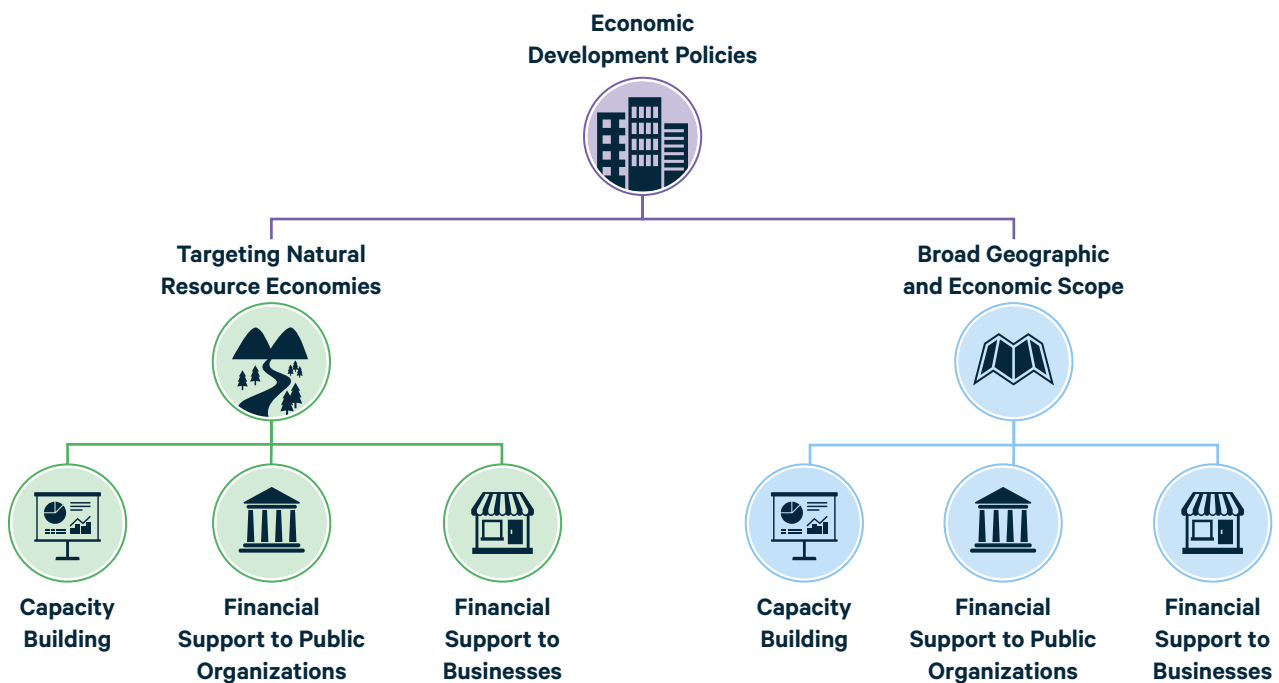 Economic
Development Policies
Targeting Natural
Resource Economies
Broad Geographic
and Economic Scope
Capacity
Building
Financial
Support to Public
Organizations
Financial
Support to
Businesses
Capacity
Building
Financial
Support to Public
Organizations
Financial
Support to
Businesses